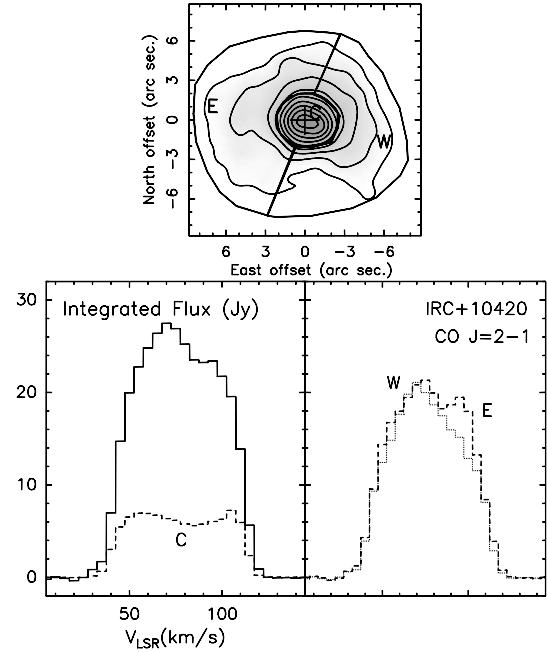 6
3
0
-3
-6
North offset (arc sec.)
E
C
W
6 3 0 -3 -6
East offset (arc sec.)
30
20
10
0
Integrated Flux (Jy)
C
50 100
V_LSR(km/s)
IRC+10420
CO J=2-1
W
E